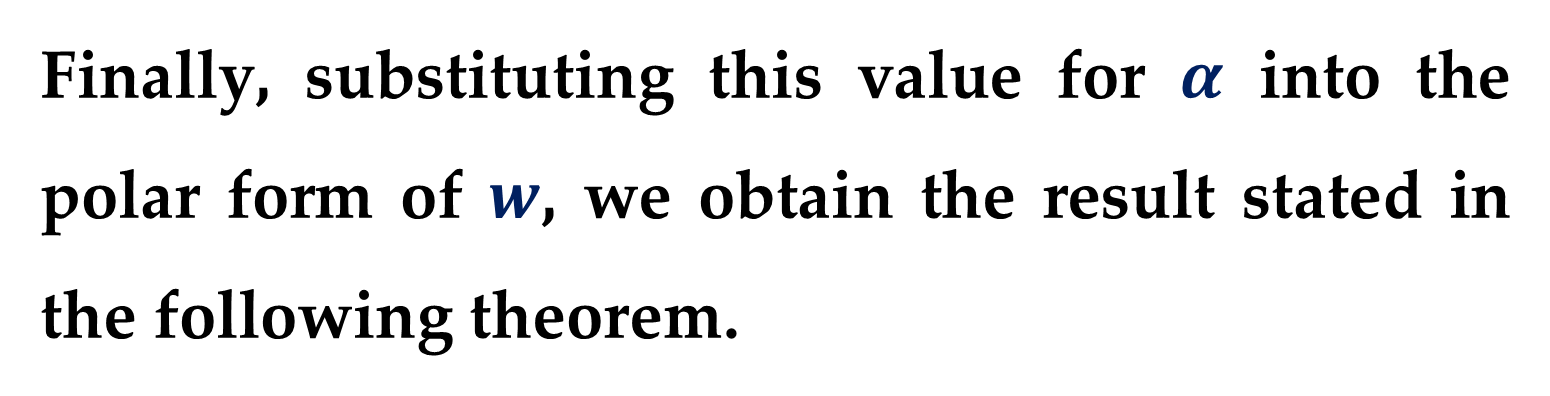 Finally, substituting this value for α into the
polar form of w, we obtain the result stated in
the following theorem.